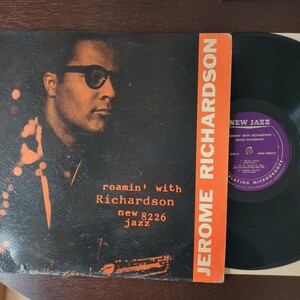 roamin' with
Richardson
new 8226
jazz
JEROME RICHARDSON
NEW JAZZ
ROAMIN' WITH RICHARDSON
JEROME RICHARDSON